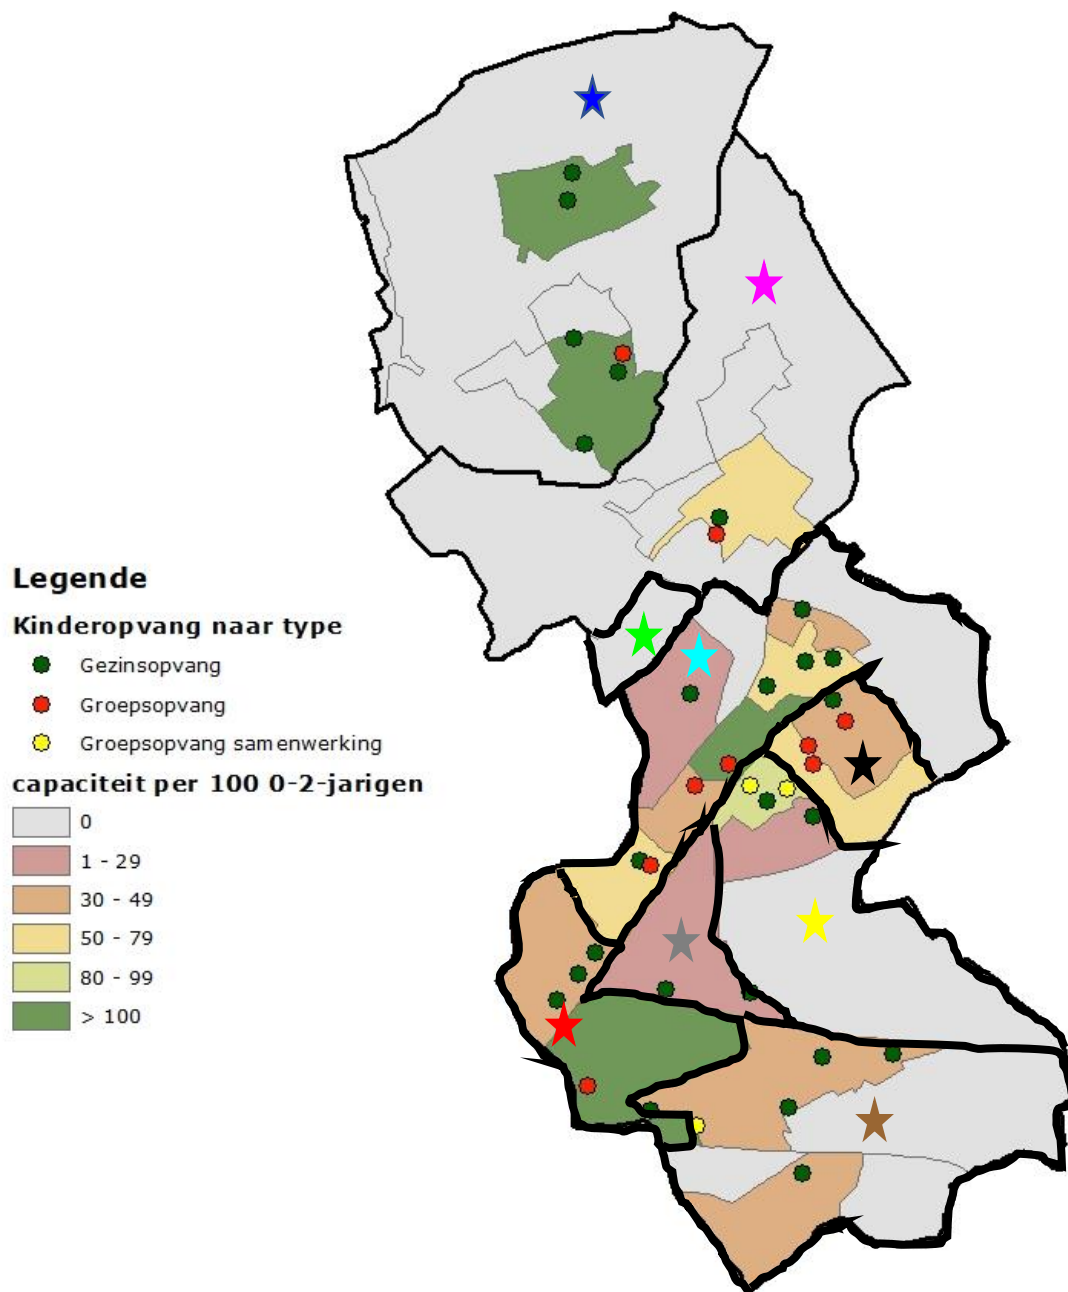 Legende
Kinderopvang naar type
Gezinsopvang
Groepsopvang
Groepsopvang samenwerking
capaciteit per 100 0-2-jarigen
0
1 - 29
30 - 49
50 - 79
80 - 99
> 100